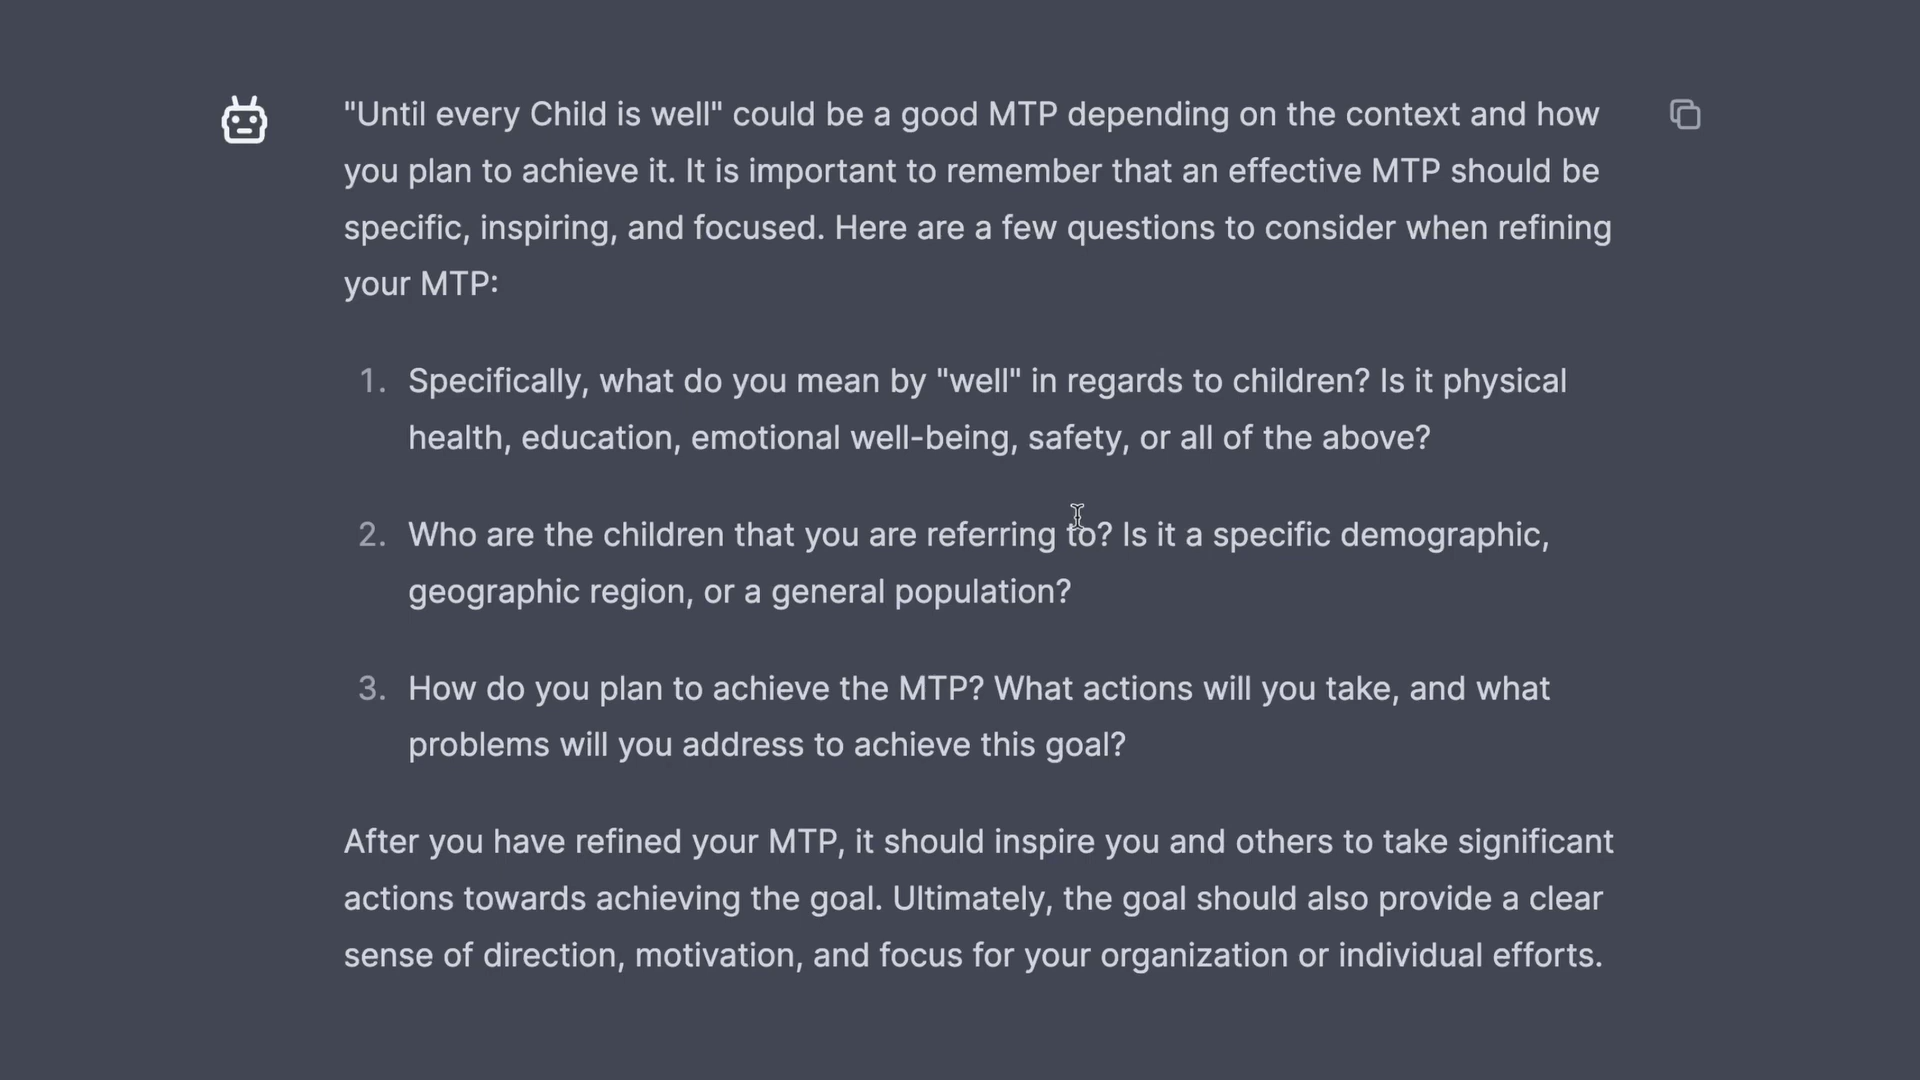 "Until every Child is well" could be a good MTP depending on the context and how
you plan to achieve it. It is important to remember that an effective MTP should be
specific, inspiring, and focused. Here are a few questions to consider when refining
your MTP:
1. Specifically, what do you mean by "well" in regards to children? Is it physical
health, education, emotional well-being, safety, or all of the above?
2. Who are the children that you are referring to? Is it a specific demographic,
geographic region, or a general population?
3. How do you plan to achieve the MTP? What actions will you take, and what
problems will you address to achieve this goal?
After you have refined your MTP, it should inspire you and others to take significant
actions towards achieving the goal. Ultimately, the goal should also provide a clear
sense of direction, motivation, and focus for your organization or individual efforts.